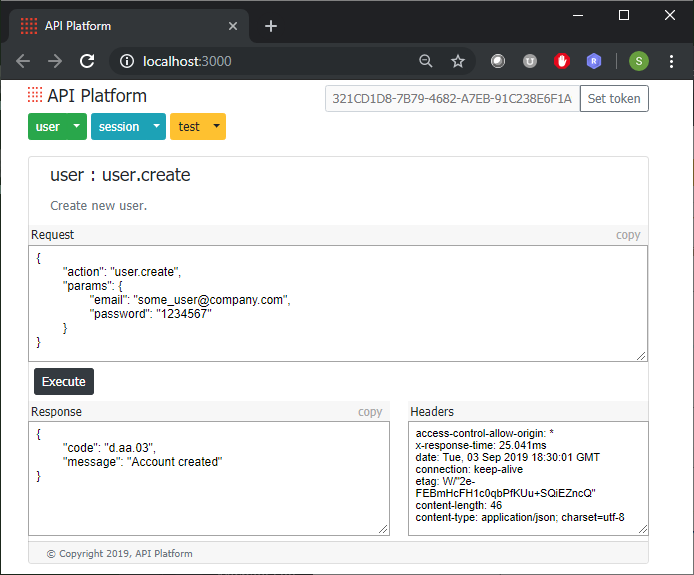 API Platform
localhost:3000
S
API Platform
321CD1D8-7B79-4682-A7EB-91C238E6F1A
Set token
user
session
test
user : user.create
Create new user.
Request
copy
{
"action": "user.create",
"params": {
"email": "some_user@company.com",
"password": "1234567"
}
}
Execute
Response
copy
{
"code": "d.aa.03",
"message": "Account created"
}
Headers
access-control-allow-origin: *
x-response-time: 25.041ms
date: Tue, 03 Sep 2019 18:30:01 GMT
connection: keep-alive
etag: W/"2e-
FEBmHcFH1c0qbPfKUu+SQiEZncQ"
content-length: 46
content-type: application/json; charset=utf-8
© Copyright 2019, API Platform